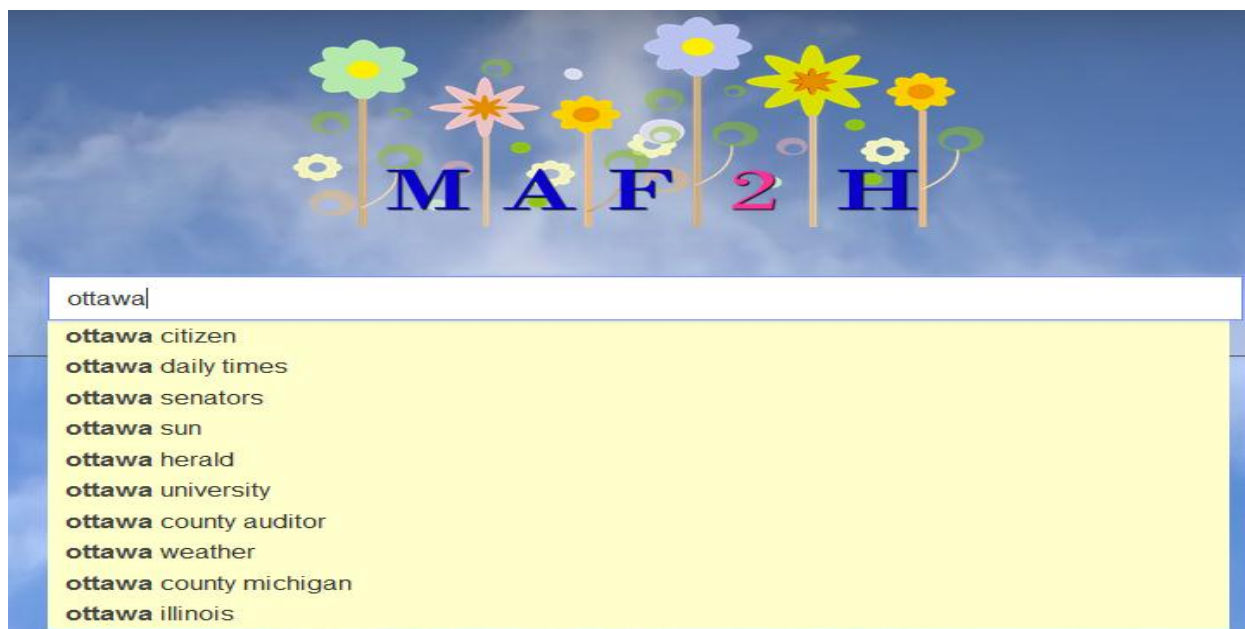 M A F 2 H
ottawa
ottawa citizen
ottawa daily times
ottawa senators
ottawa sun
ottawa herald
ottawa university
ottawa county auditor
ottawa weather
ottawa county michigan
ottawa illinois